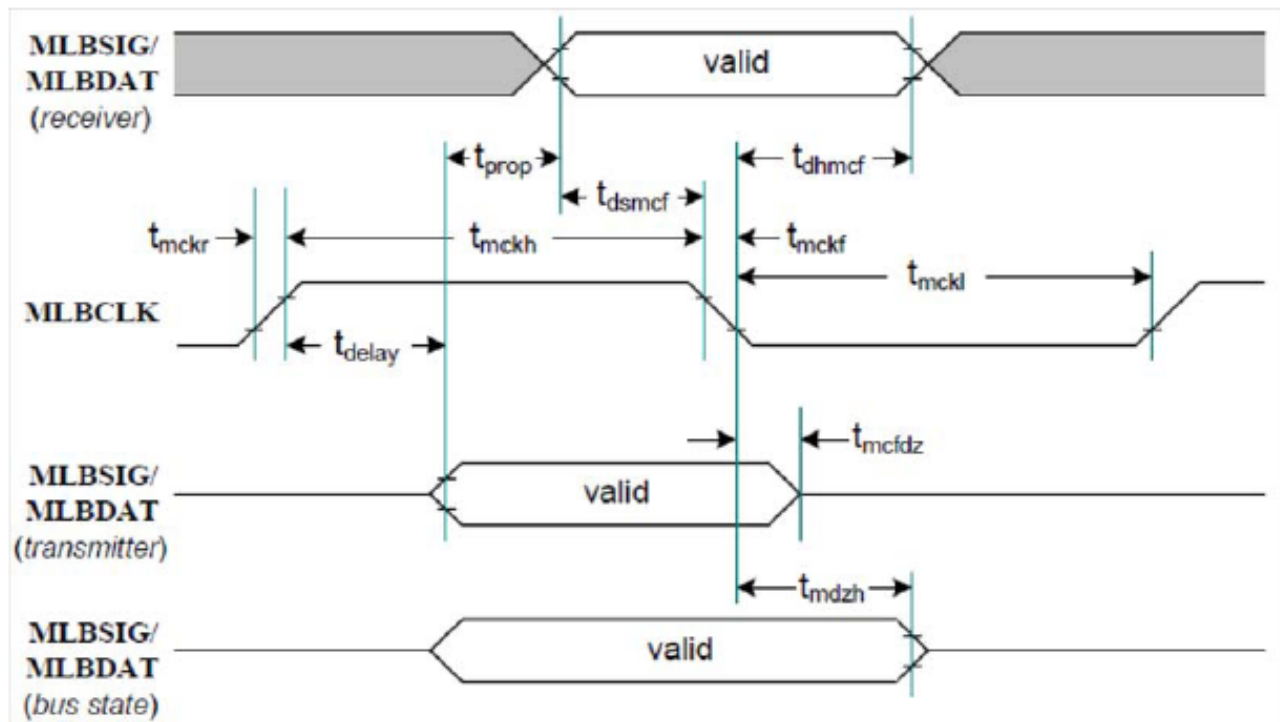 MLBSIG/
MLBDAT
(receiver)
valid
tprop
tdhmcf
tdsmcf
tmckr
tmckh
tmckf
tmckl
MLBCLK
tdelay
tmcfdz
MLBSIG/
MLBDAT
(transmitter)
valid
tmdzh
MLBSIG/
MLBDAT
(bus state)
valid